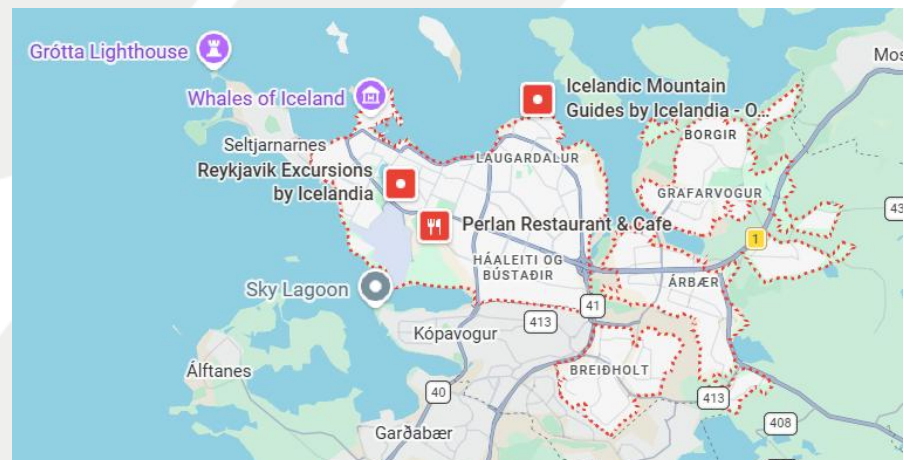 Grótta Lighthouse
Whales of Iceland
Icelandic Mountain
Guides by Icelandia - O...
Mos
BORGIR
Seltjarnarnes
LAUGARDALUR
Reykjavik Excursions
by Icelandia
GRAFARVOGUR
43
Perlan Restaurant & Cafe
1
HÁALEITI OG
BÚSTAÐIR
ÁRBÆR
Sky Lagoon
41
413
Kópavogur
Álftanes
BREIÐHOLT
40
413
408
Garðabær